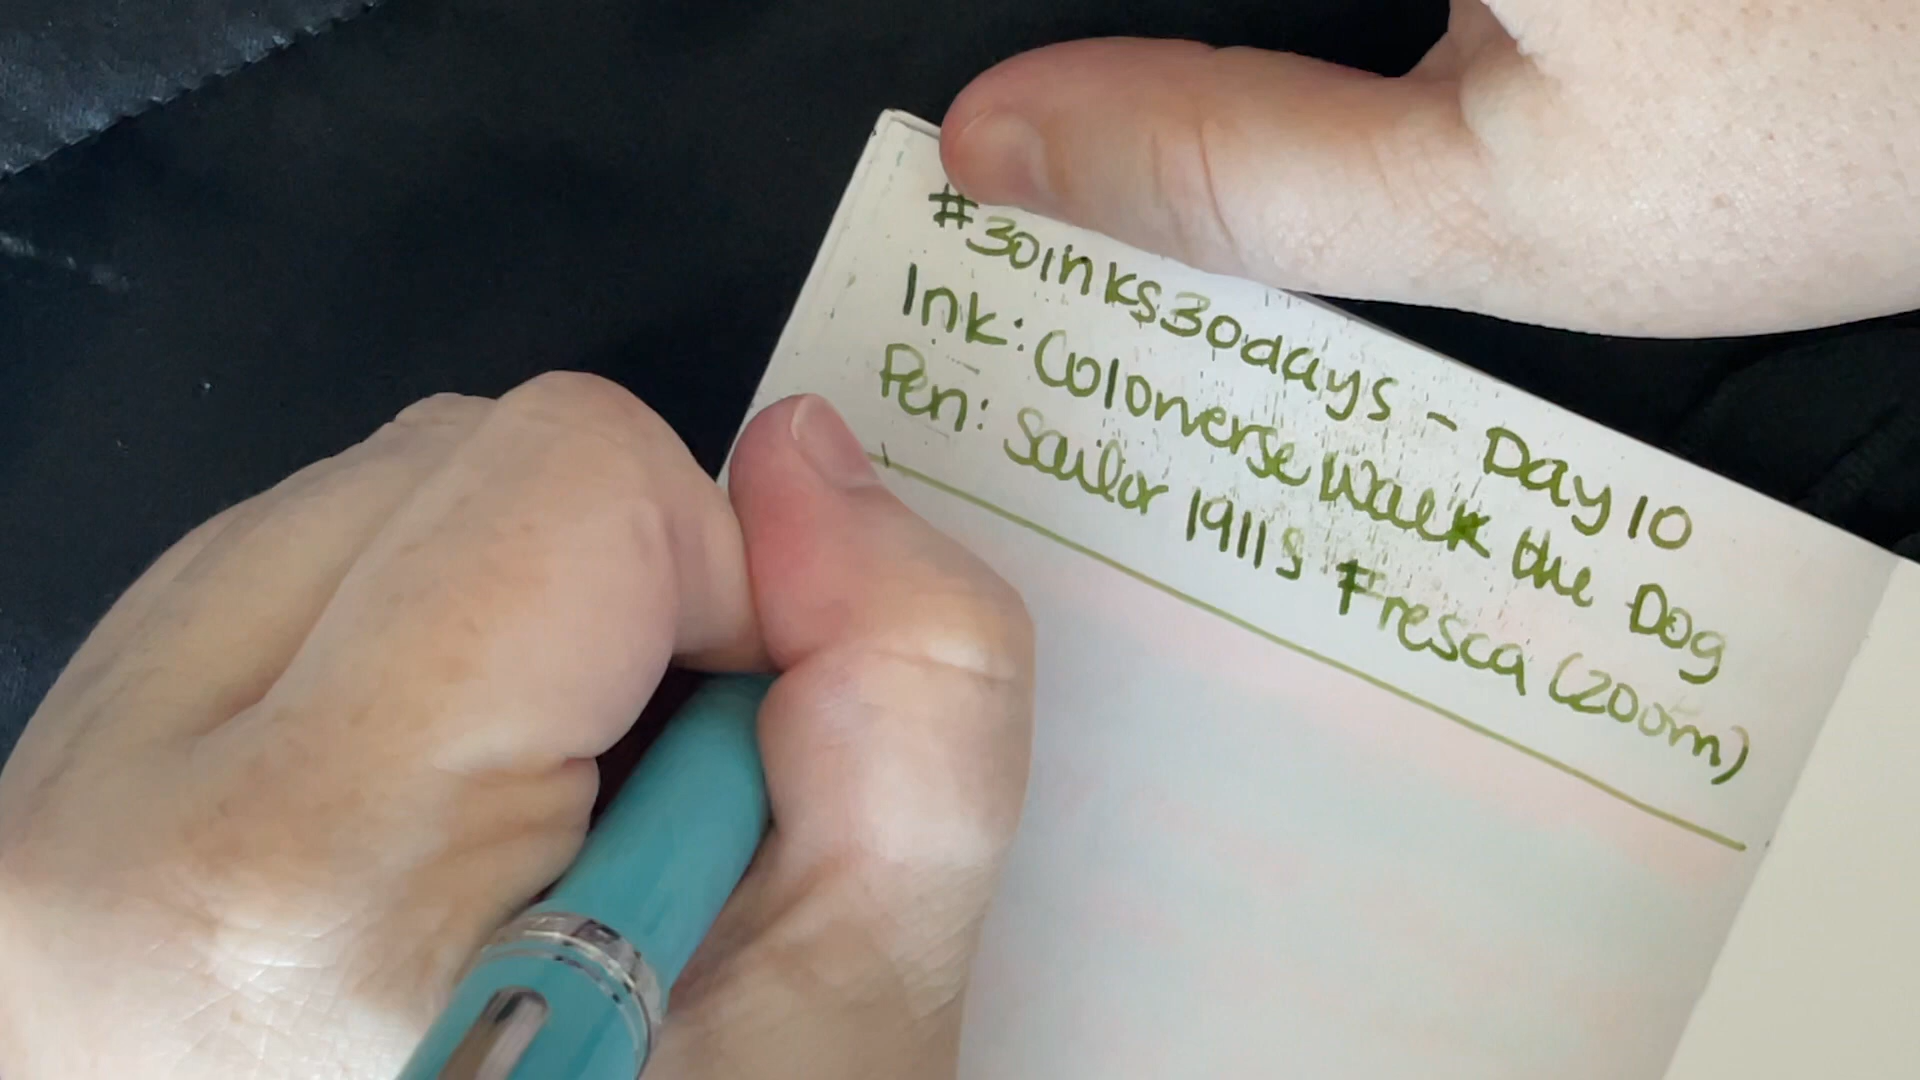 #30inks30days - Day 10
Ink: Colorverse Walk the Dog
Pen: Sailor 1911s Fresca (zoom)